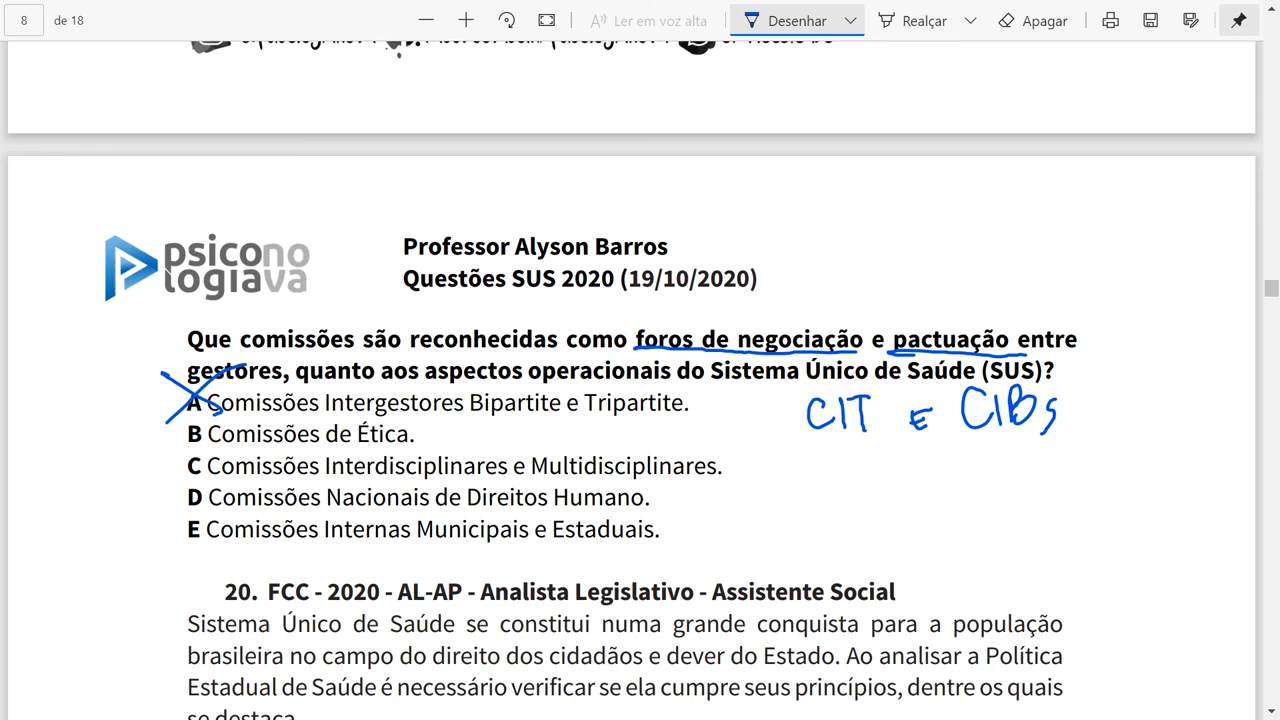 8 de 18 Ler em voz alta Desenhar Realçar Apagar
psicono
logiava
Professor Alyson Barros
Questões SUS 2020 (19/10/2020)
Que comissões são reconhecidas como foros de negociação e pactuação entre
gestores, quanto aos aspectos operacionais do Sistema Único de Saúde (SUS)?
A Comissões Intergestores Bipartite e Tripartite.
CIT E CIBs
B Comissões de Ética.
C Comissões Interdisciplinares e Multidisciplinares.
D Comissões Nacionais de Direitos Humano.
E Comissões Internas Municipais e Estaduais.
20. FCC - 2020 - AL-AP - Analista Legislativo - Assistente Social
Sistema Único de Saúde se constitui numa grande conquista para a população
brasileira no campo do direito dos cidadãos e dever do Estado. Ao analisar a Política
Estadual de Saúde é necessário verificar se ela cumpre seus princípios, dentre os quais
se destaca